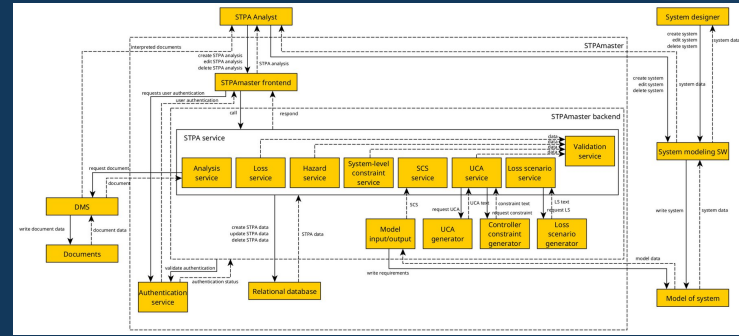 STPA Analyst
System designer
interpreted documents
STPAmaster
create STPA analysis
edit STPA analysis
delete STPA analysis
STPA analysis
create system
edit system
delete system
system data
STPAmaster frontend
requests user authentication
user authentication
call
respond
create system
edit system
delete system
system data
STPAmaster backend
STPA service
data
data
data
data
Validation
service
request document
document
Analysis
service
Loss
service
Hazard
service
System-level
constraint
service
SCS
service
UCA
service
Loss scenario
service
System modeling SW
DMS
write document data
document data
Documents
create STPA data
update STPA data
delete STPA data
STPA data
SCS
request UCA
UCA text
constraint text
request constraint
LS text
request LS
write system
system data
Model
input/output
UCA
generator
Controller
constraint
generator
Loss
scenario
generator
validate authentication
authentication status
model data
write requirements
Authentication
service
Relational database
Model of system